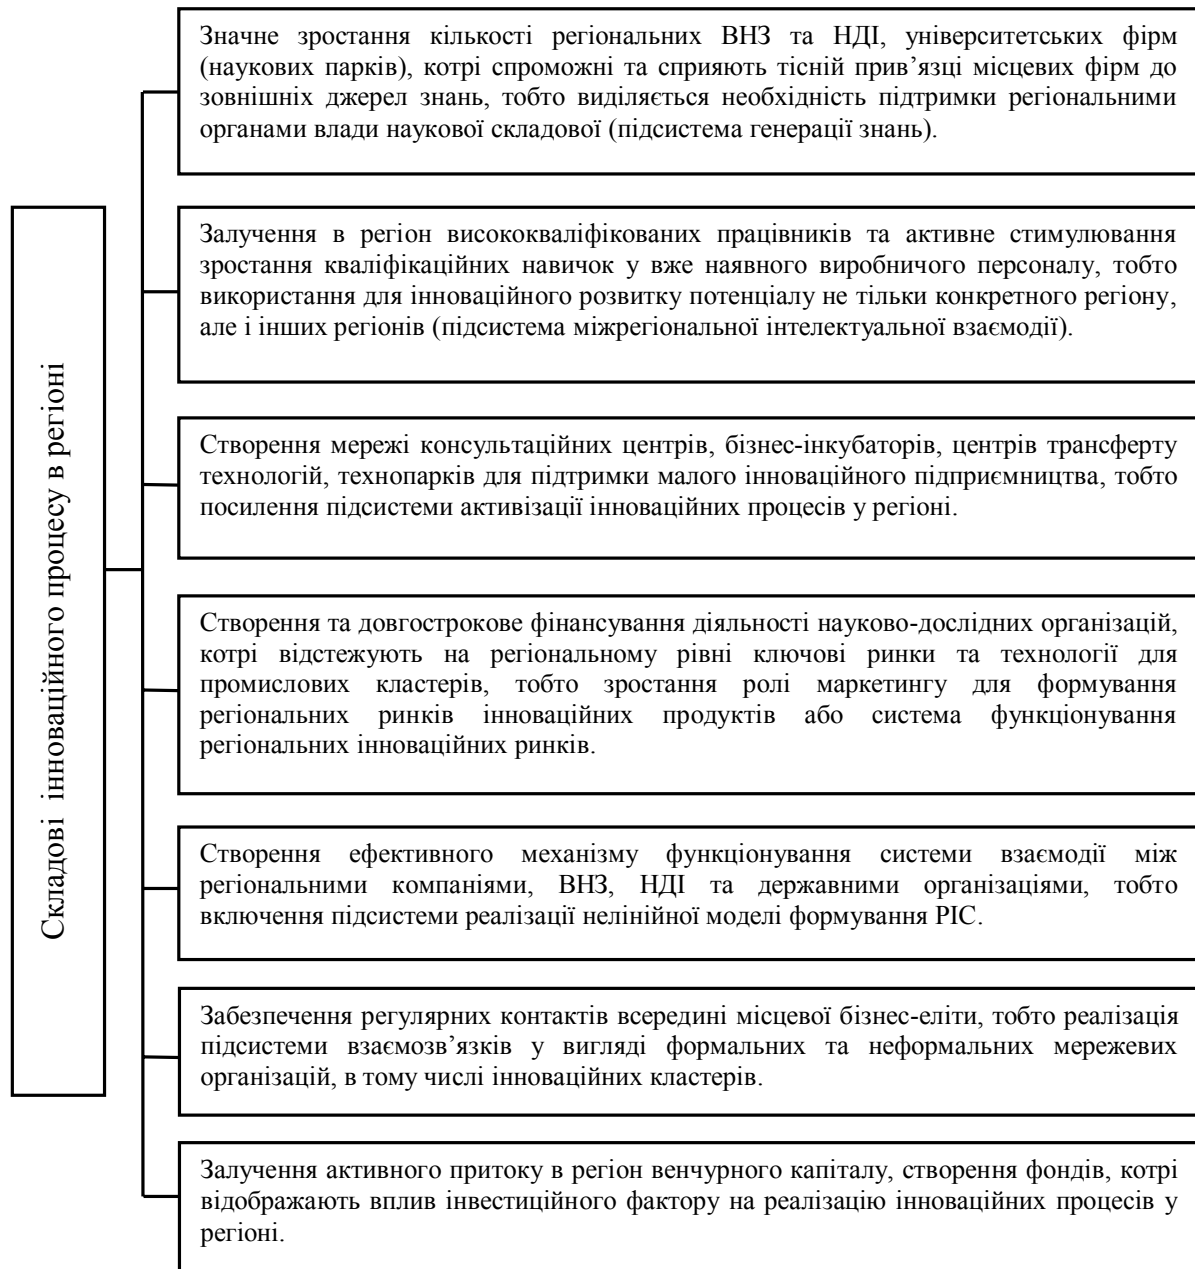 Складові інноваційного процесу в регіоні
Значне зростання кількості регіональних ВНЗ та НДІ, університетських фірм
(наукових парків), котрі спроможні та сприяють тісній прив’язці місцевих фірм до
зовнішніх джерел знань, тобто виділяється необхідність підтримки регіональними
органами влади наукової складової (підсистема генерації знань).
Залучення в регіон висококваліфікованих працівників та активне стимулювання
зростання кваліфікаційних навичок у вже наявного виробничого персоналу, тобто
використання для інноваційного розвитку потенціалу не тільки конкретного регіону,
але і інших регіонів (підсистема міжрегіональної інтелектуальної взаємодії).
Створення мережі консультаційних центрів, бізнес-інкубаторів, центрів трансферту
технологій, технопарків для підтримки малого інноваційного підприємництва, тобто
посилення підсистеми активізації інноваційних процесів у регіоні.
Створення та довгострокове фінансування діяльності науково-дослідних організацій,
котрі відстежують на регіональному рівні ключові ринки та технології для
промислових кластерів, тобто зростання ролі маркетингу для формування
регіональних ринків інноваційних продуктів або система функціонування
регіональних інноваційних ринків.
Створення ефективного механізму функціонування системи взаємодії між
регіональними компаніями, ВНЗ, НДІ та державними організаціями, тобто
включення підсистеми реалізації нелінійної моделі формування РІС.
Забезпечення регулярних контактів всередині місцевої бізнес-еліти, тобто реалізація
підсистеми взаємозв’язків у вигляді формальних та неформальних мережевих
організацій, в тому числі інноваційних кластерів.
Залучення активного притоку в регіон венчурного капіталу, створення фондів, котрі
відображають вплив інвестиційного фактору на реалізацію інноваційних процесів у
регіоні.